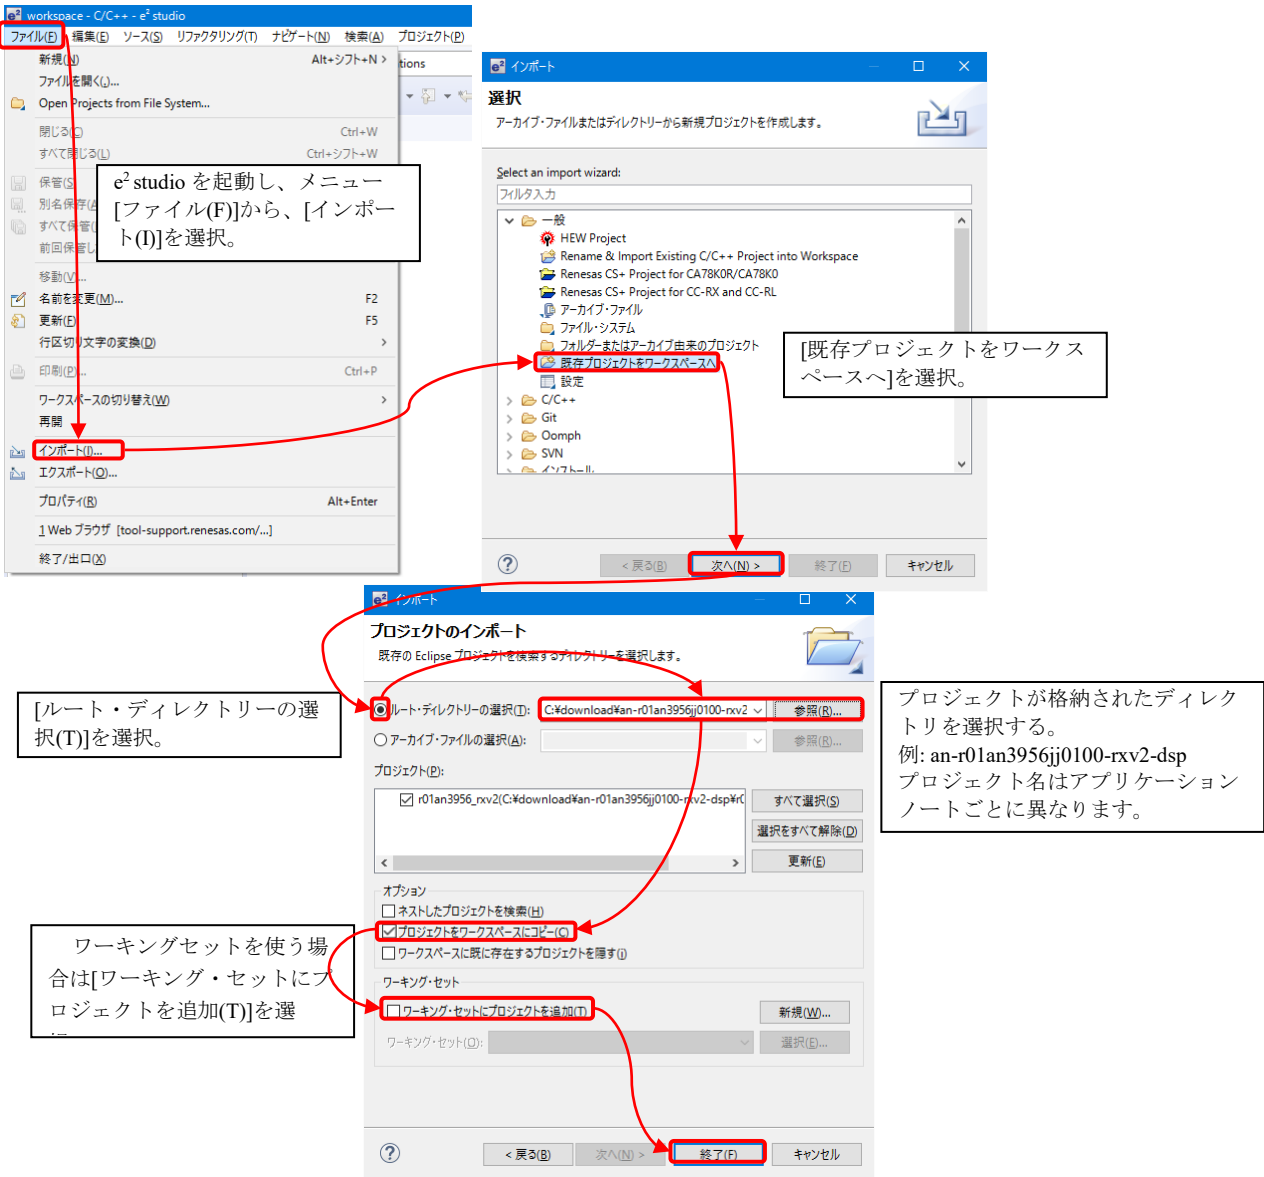 workspace - C/C++ - e² studio
ファイル(F) 編集(E) ソース(S) リファクタリング(T) ナビゲート(N) 検索(A) プロジェクト(P)
新規(N) Alt+シフト+N >
ファイルを開く(.)...
Open Projects from File System...
閉じる(C) Ctrl+W
すべて閉じる(L) Ctrl+シフト+W
保管(S)
別名保存(A)
すべて保管(
前回保管し
移動(V)...
名前を変更(M)... F2
更新(F) F5
行区切り文字の変換(D) >
印刷(P)... Ctrl+P
ワークスペースの切り替え(W) >
再開
インポート(I)...
エクスポート(O)...
プロパティ(R) Alt+Enter
1 Web ブラウザ [tool-support.renesas.com/...]
終了/出口(X)
tions
e² studio を起動し、メニュー
[ファイル(F)]から、[インポー
ト(I)]を選択。
インポート
選択
アーカイブ・ファイルまたはディレクトリーから新規プロジェクトを作成します。
Select an import wizard:
フィルタ入力
一般
HEW Project
Rename & Import Existing C/C++ Project into Workspace
Renesas CS+ Project for CA78K0R/CA78K0
Renesas CS+ Project for CC-RX and CC-RL
アーカイブ・ファイル
ファイル・システム
フォルダーまたはアーカイブ由来のプロジェクト
既存プロジェクトをワークスペースへ
設定
C/C++
Git
Oomph
SVN
インストール
< 戻る(B) 次へ(N) > 終了(F) キャンセル
[既存プロジェクトをワークス
ペースへ]を選択。
インポート
プロジェクトのインポート
既存の Eclipse プロジェクトを検索するディレクトリーを選択します。
ルート・ディレクトリーの選択(T): C:¥download¥an-r01an3956jj0100-rxv2 参照(R)...
アーカイブ・ファイルの選択(A): 参照(R)...
プロジェクト(P):
r01an3956_rxv2(C:¥download¥an-r01an3956jj0100-rxv2-dsp¥r( すべて選択(S)
選択をすべて解除(D)
更新(E)
オプション
ネストしたプロジェクトを検索(H)
プロジェクトをワークスペースにコピー(C)
ワークスペースに既に存在するプロジェクトを隠す(i)
ワーキング・セット
ワーキング・セットにプロジェクトを追加(T) 新規(W)...
ワーキング・セット(O): 選択(E)...
< 戻る(B) 次へ(N) > 終了(F) キャンセル
[ルート・ディレクトリーの選
択(T)]を選択。
プロジェクトが格納されたディレク
トリを選択する。
例: an-r01an3956jj0100-rxv2-dsp
プロジェクト名はアプリケーション
ノートごとに異なります。
ワーキングセットを使う場
合は[ワーキング・セットにプ
ロジェクトを追加(T)]を選